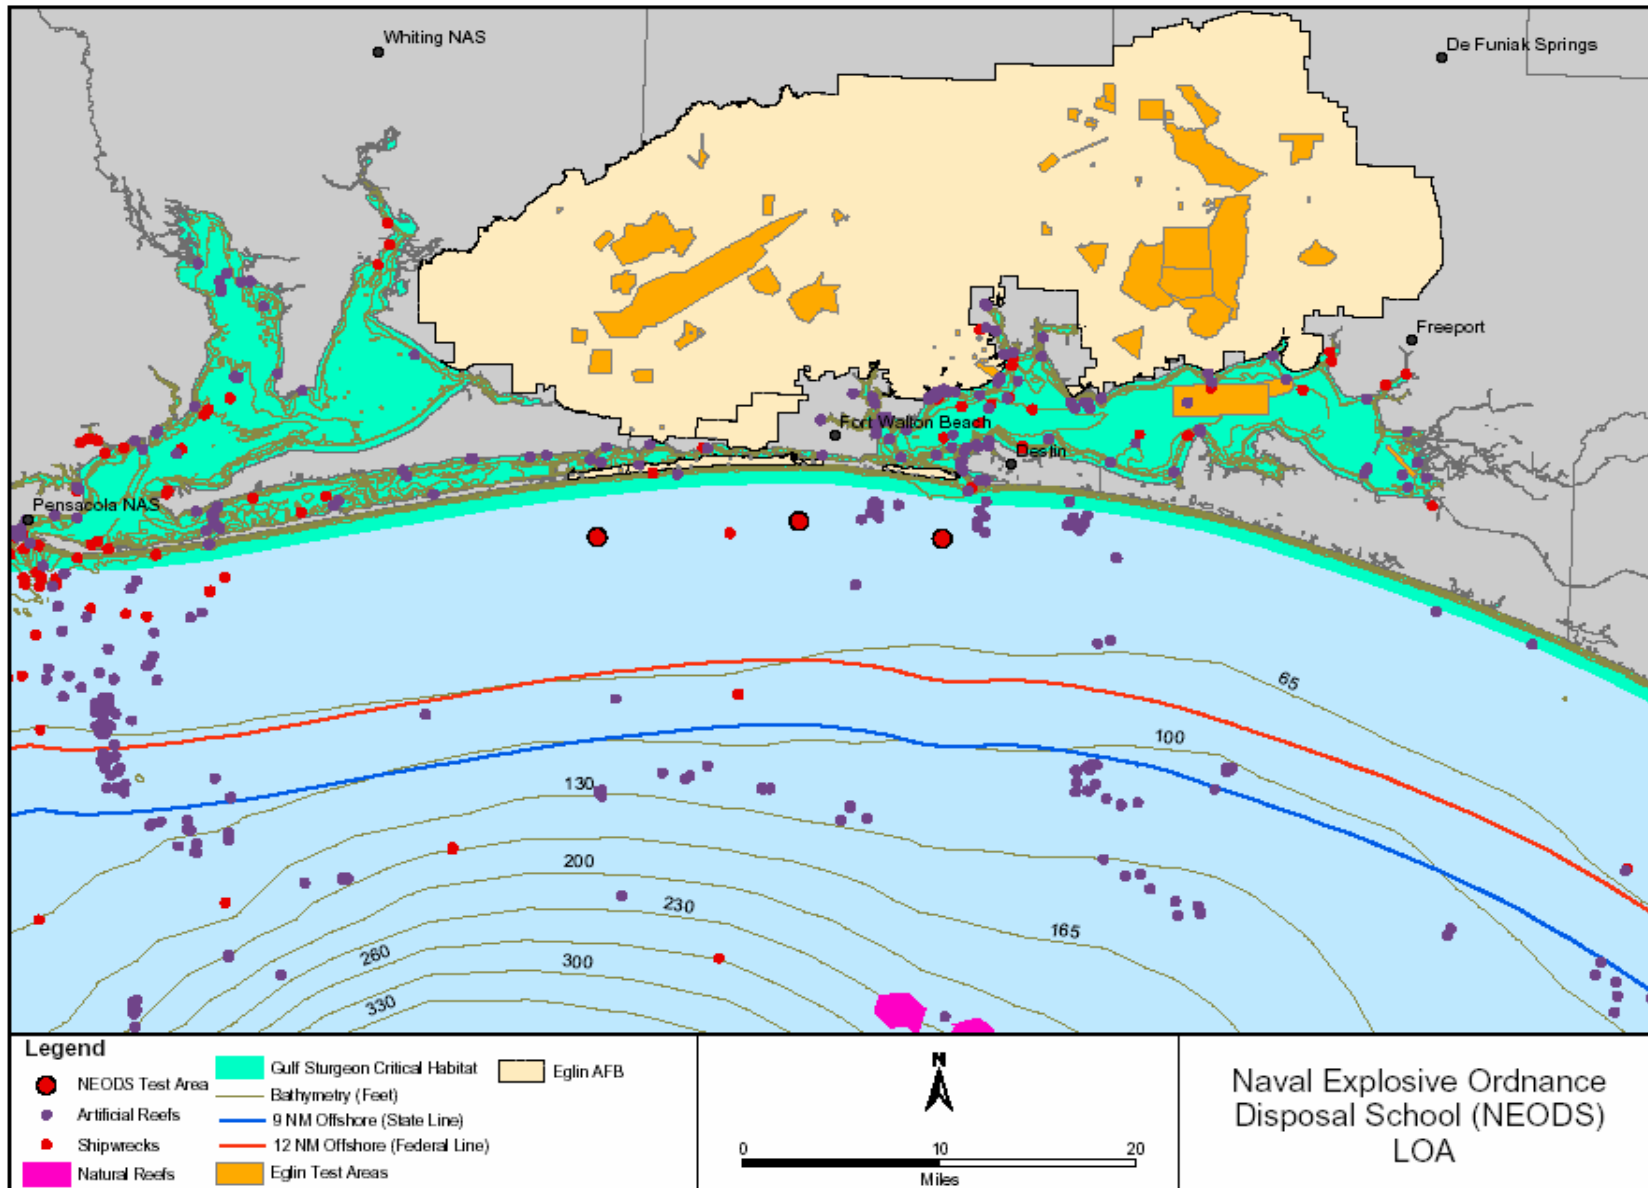 Whiting NAS
De Funiak Springs
Freeport
Fort Walton Beach
Destin
Pensacola NAS
65
100
130
200
230
165
260
300
330
Legend
NEODS Test Area
Artificial Reefs
Shipwrecks
Natural Reefs
Gulf Sturgeon Critical Habitat
Bathymetry (Feet)
9 NM Offshore (State Line)
12 NM Offshore (Federal Line)
Eglin Test Areas
Eglin AFB
N
0 10 20
Miles
Naval Explosive Ordnance
Disposal School (NEODS)
LOA